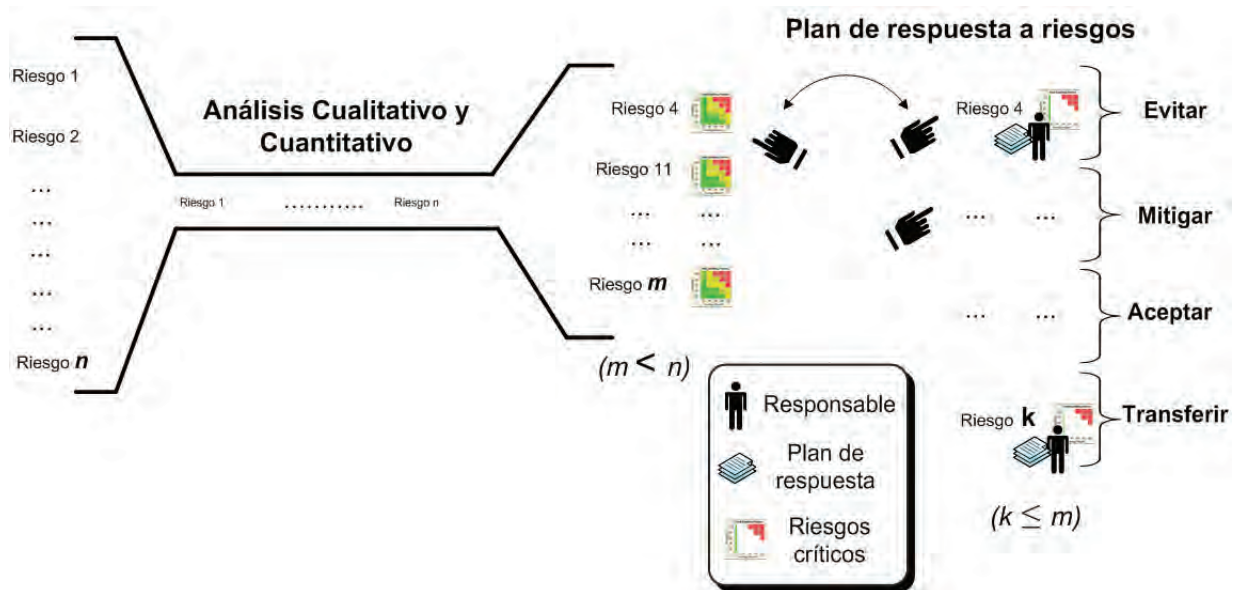 Plan de respuesta a riesgos
Riesgo 1
Riesgo 2
...
...
...
...
...
Riesgo n
Análisis Cualitativo y
Cuantitativo
Riesgo 1 ........... Riesgo n
Riesgo 4
Riesgo 11
... ...
... ...
Riesgo m
(m < n)
Riesgo 4
Evitar
... ...
Mitigar
... ...
Aceptar
Riesgo k
Transferir
(k ≤ m)
Responsable
Plan de
respuesta
Riesgos
críticos